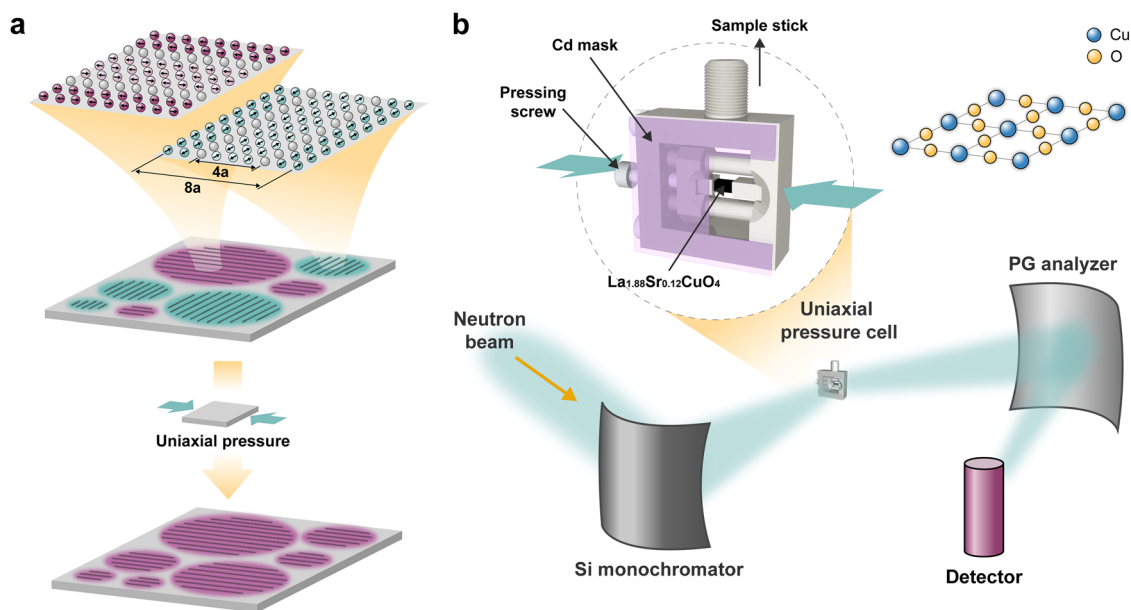 a
4a
8a
Uniaxial pressure
b
Sample stick
Cd mask
Pressing
screw
La1.88Sr0.12CuO4
Cu
O
Neutron
beam
Uniaxial
pressure cell
PG analyzer
Si monochromator
Detector